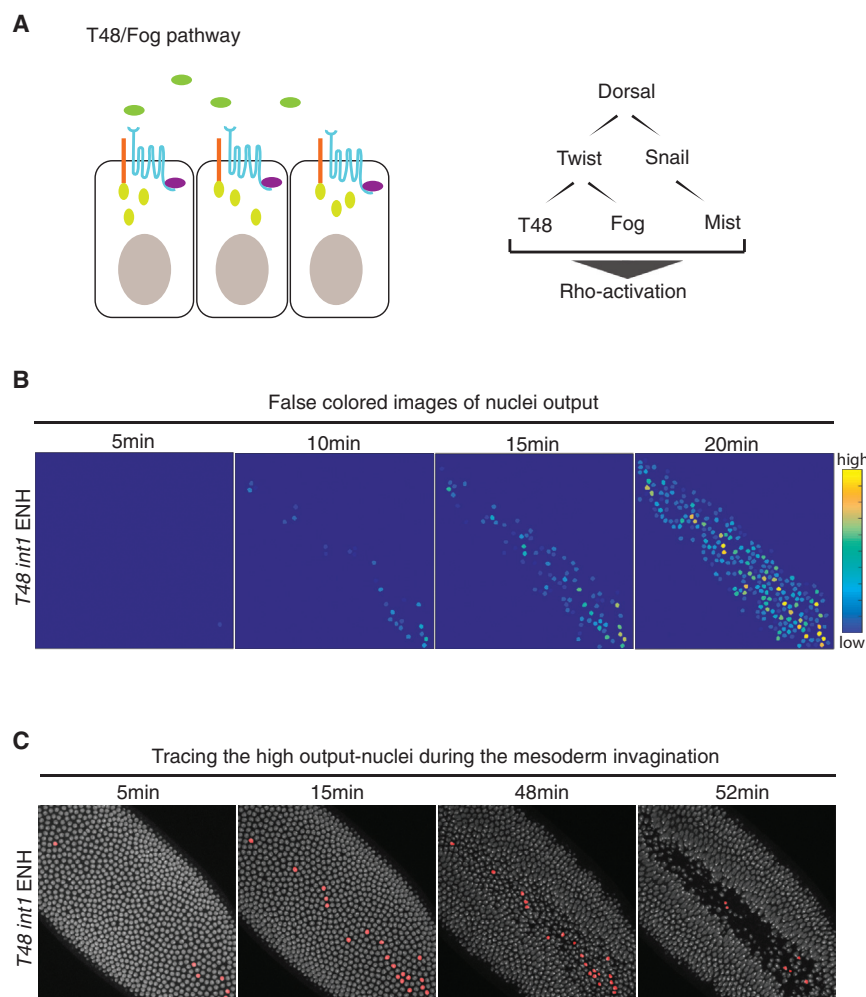 A
T48/Fog pathway
Dorsal
Twist Snail
T48 Fog Mist
Rho-activation
B
False colored images of nuclei output
5min 10min 15min 20min
high
T48 int1 ENH
low
C
Tracing the high output-nuclei during the mesoderm invagination
5min 15min 48min 52min
T48 int1 ENH